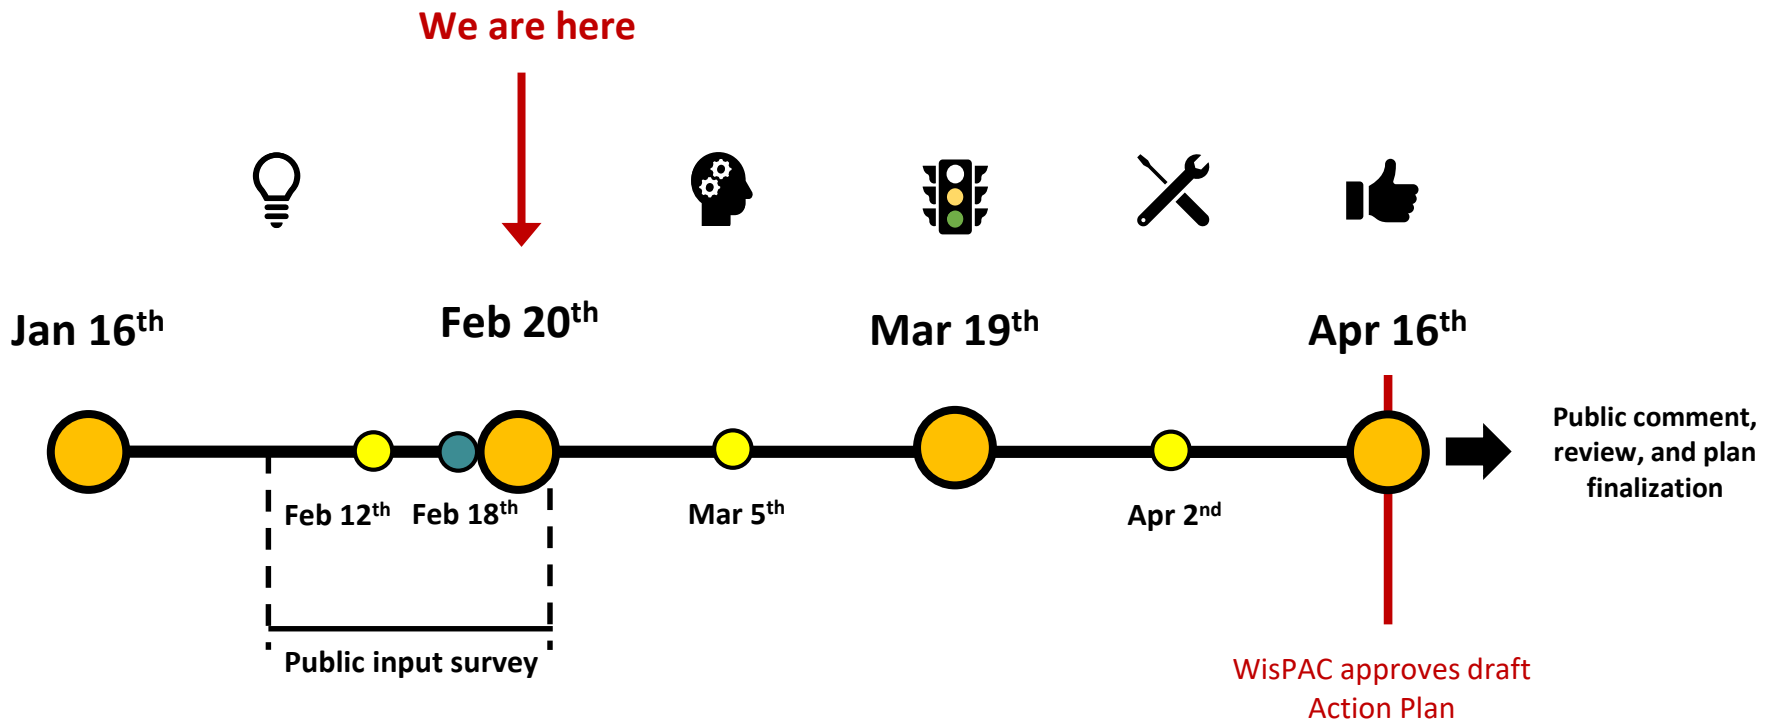 We are here
Jan 16th
Feb 20th
Mar 19th
Apr 16th
Feb 12th
Feb 18th
Mar 5th
Apr 2nd
Public comment,
review, and plan
finalization
Public input survey
WisPAC approves draft
Action Plan